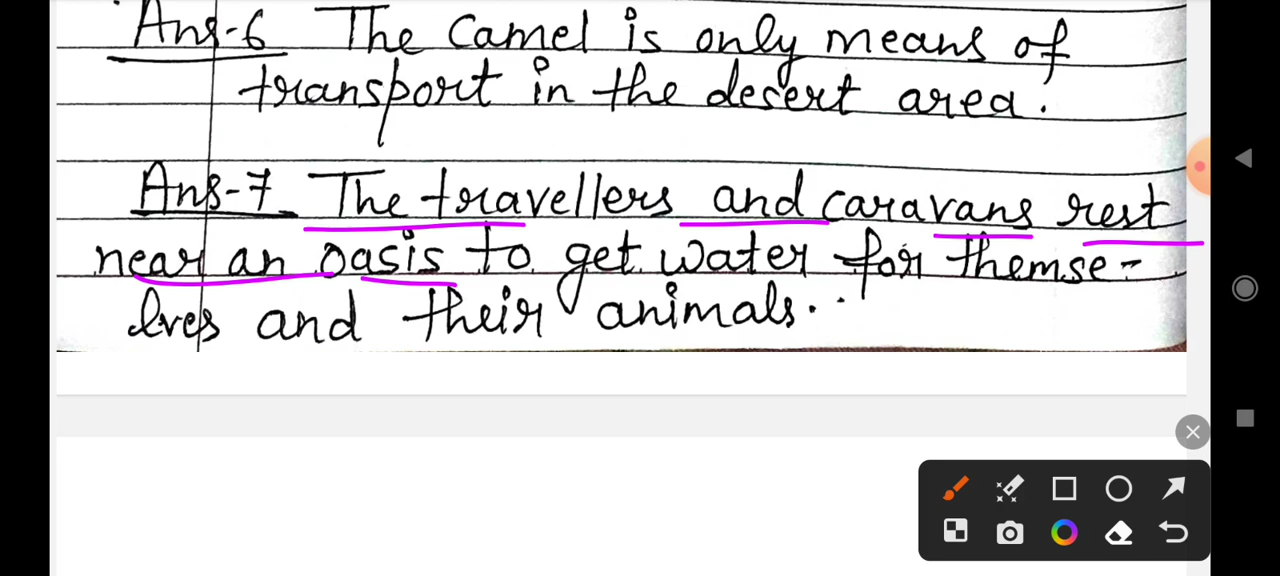 Ans-6 The Camel is only means of
transport in the desert area.
Ans-7 The travellers and caravans rest
near an oasis to get water for themse-
lves and their animals.